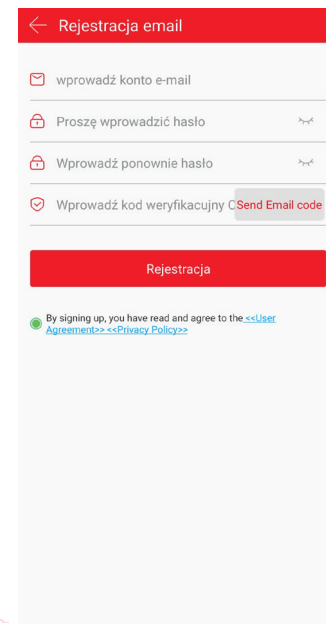 Rejestracja email
wprowadź konto e-mail
Proszę wprowadzić hasło
Wprowadź ponownie hasło
Wprowadź kod weryfikacujny C
Send Email code
Rejestracja
By signing up, you have read and agree to the <<User
Agreement>> <<Privacy Policy>>